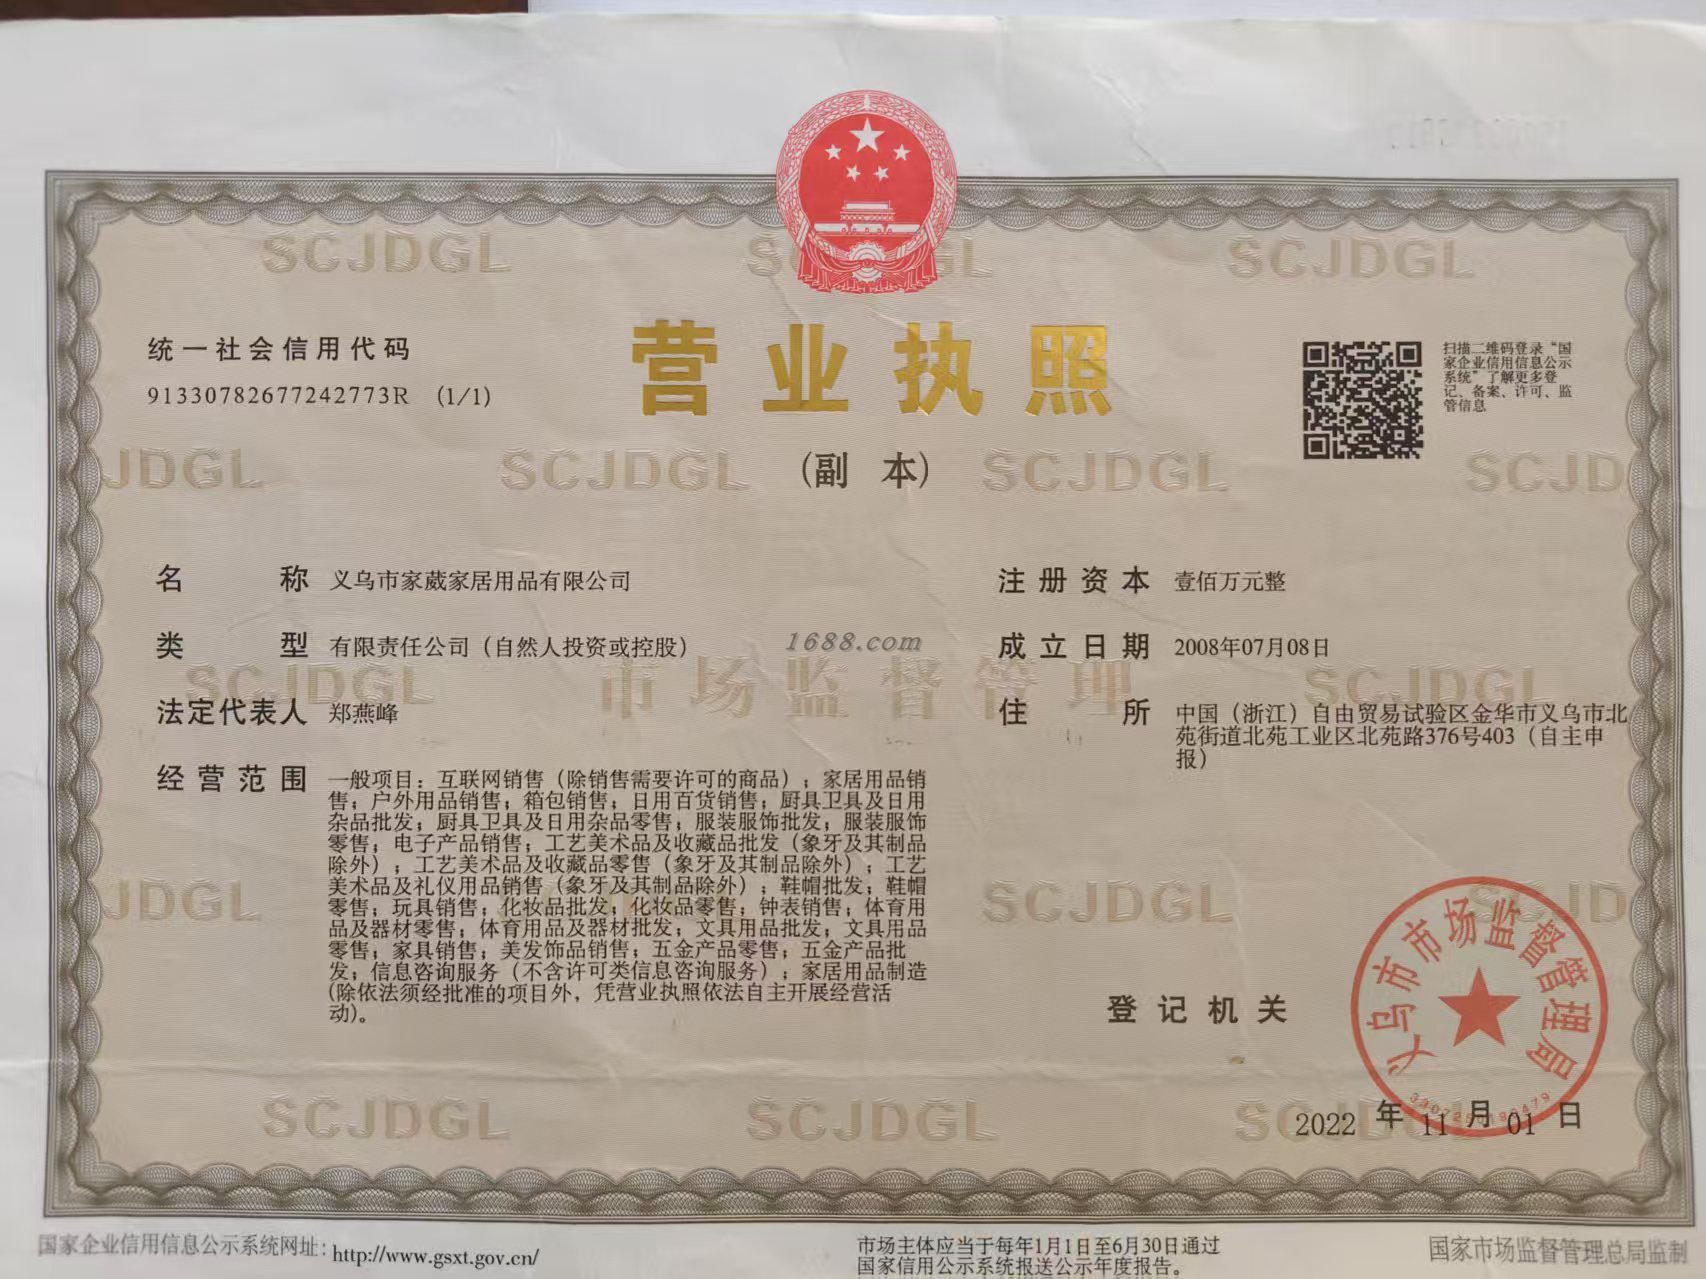 统一社会信用代码
91330782677242773R (1/1)
营业执照
(副 本)
扫描二维码登录“国
家企业信用信息公示
系统”了解更多登
记、备案、许可、监
管信息
名称 义乌市家葳家居用品有限公司
类型 有限责任公司（自然人投资或控股）
法定代表人 郑燕峰
经营范围 一般项目：互联网销售（除销售需要许可的商品）；家居用品销
售；户外用品销售；箱包销售；日用百货销售；厨具卫具及日用
杂品批发；厨具卫具及日用杂品零售；服装服饰批发；服装服饰
零售；电子产品销售；工艺美术品及收藏品批发（象牙及其制品
除外）；工艺美术品及收藏品零售（象牙及其制品除外）；工艺
美术品及礼仪用品销售（象牙及其制品除外）；鞋帽批发；鞋帽
零售；玩具销售；化妆品批发；化妆品零售；钟表销售；体育用
品及器材零售；体育用品及器材批发；文具用品批发；文具用品
零售；家具销售；美发饰品销售；五金产品零售；五金产品批
发；信息咨询服务（不含许可类信息咨询服务）；家居用品制造
(除依法须经批准的项目外，凭营业执照依法自主开展经营活
动)。
注册资本 壹佰万元整
成立日期 2008年07月08日
住所 中国（浙江）自由贸易试验区金华市义乌市北
苑街道北苑工业区北苑路376号403（自主申
报）
1688.com
SCJDGL
市场监督管理
登记机关
义乌市市场监督管理局
2022 年 11 月 01 日
国家企业信用信息公示系统网址：http://www.gsxt.gov.cn/
市场主体应当于每年1月1日至6月30日通过
国家信用公示系统报送公示年度报告。
国家市场监督管理总局监制